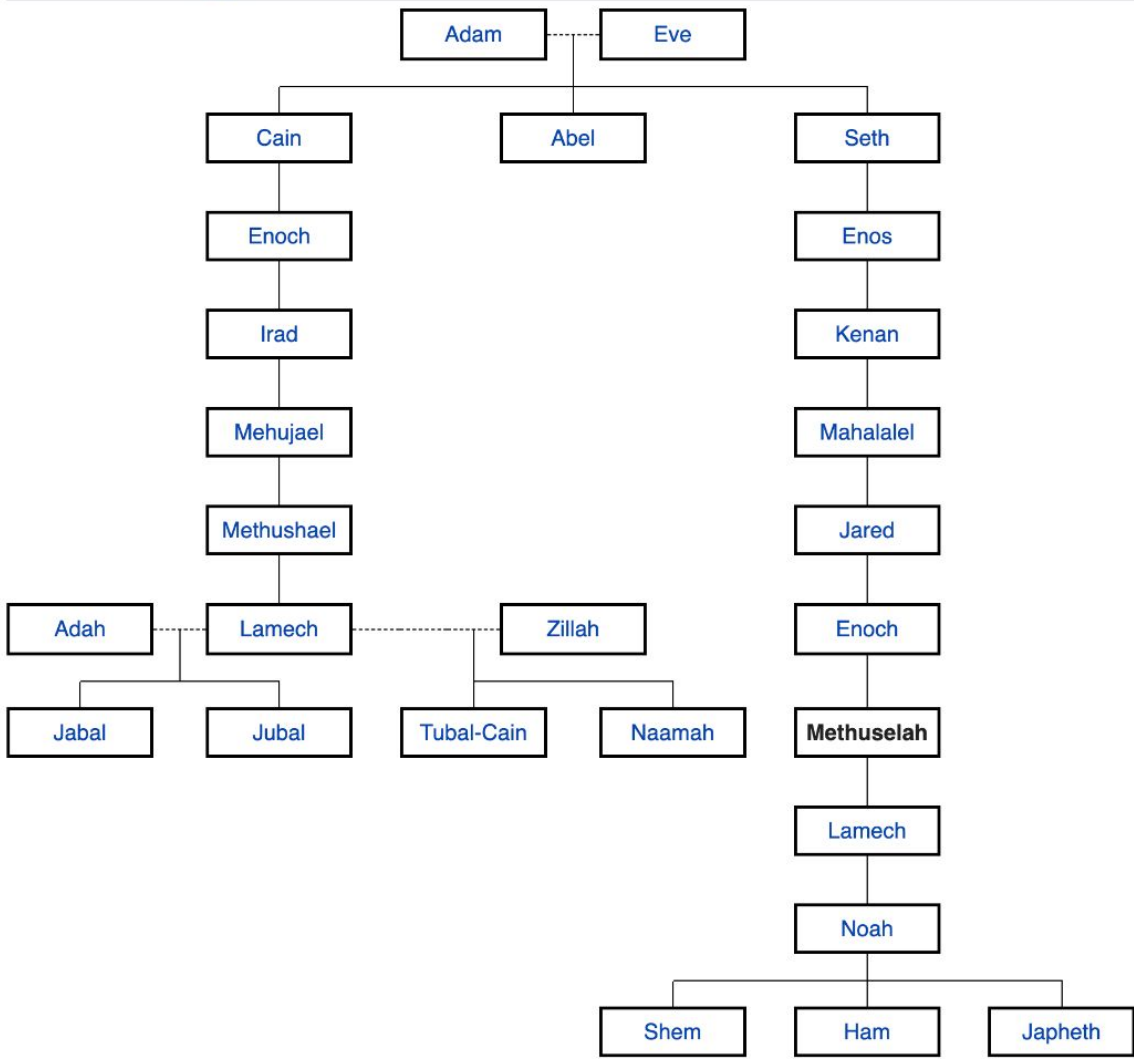 Adam Eve
Cain Abel Seth
Enoch Enos
Irad Kenan
Mehujael Mahalalel
Methushael Jared
Adah Lamech Zillah Enoch
Jabal Jubal Tubal-Cain Naamah Methuselah
Lamech
Noah
Shem Ham Japheth